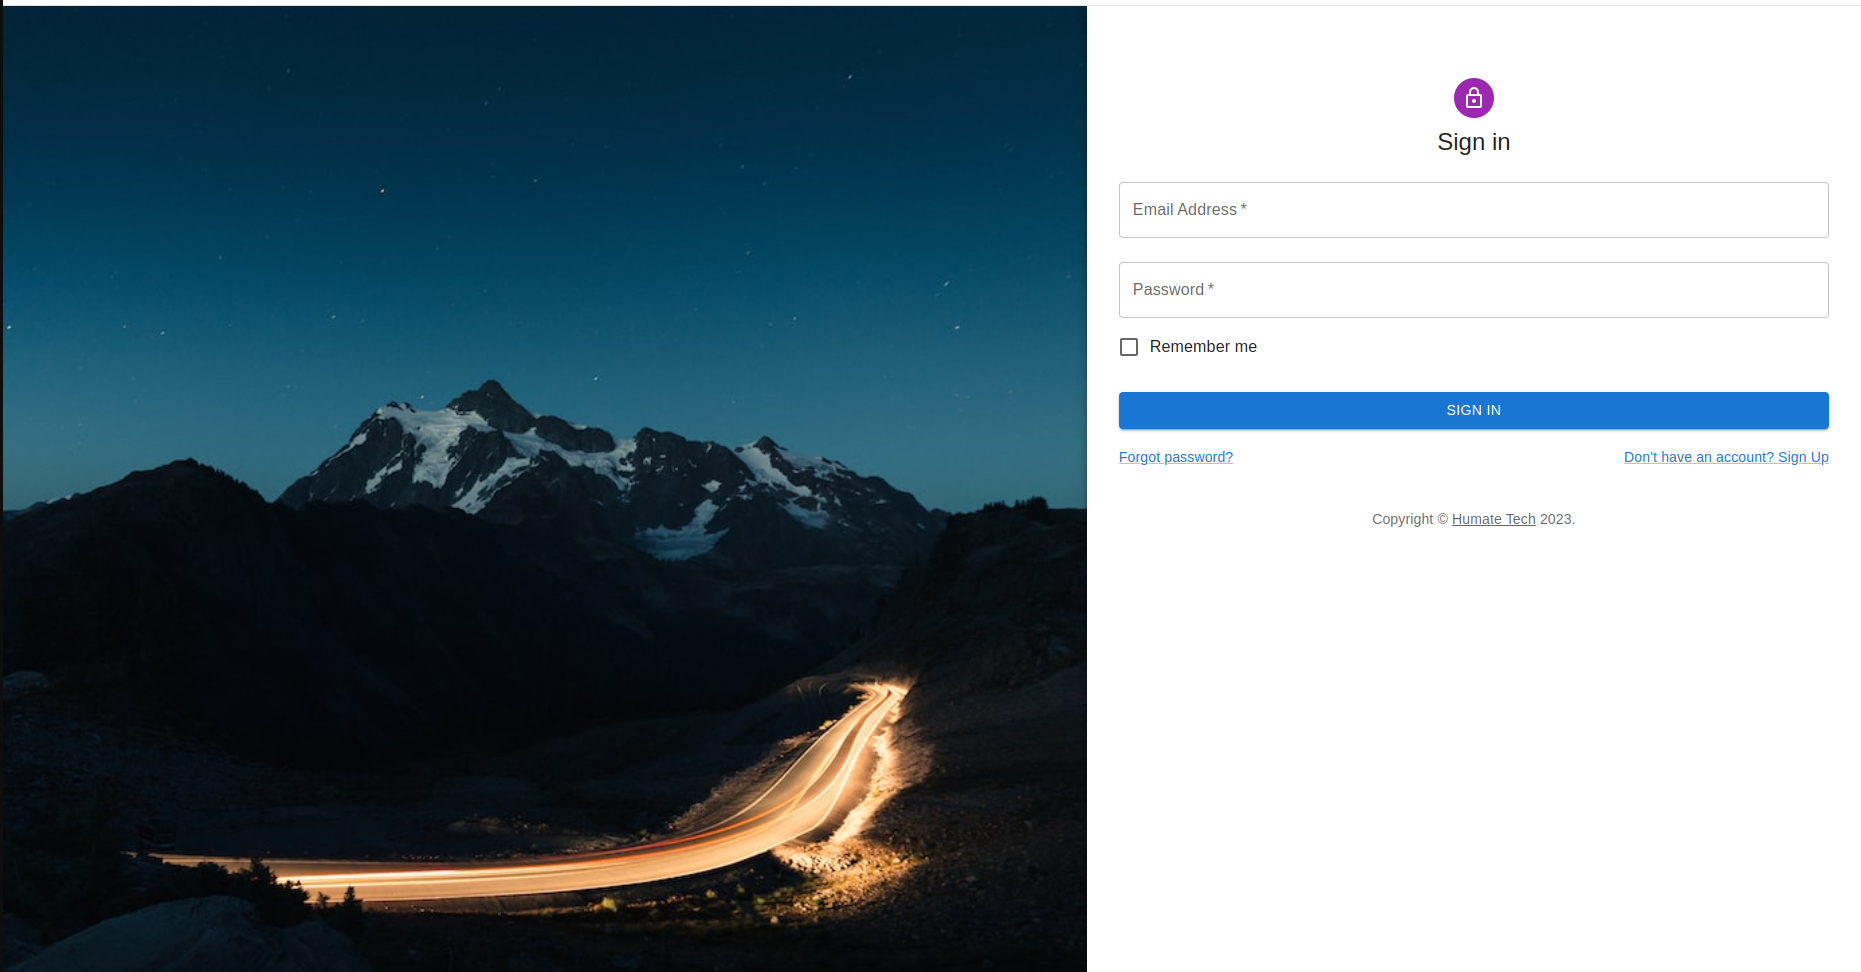 Sign in
Email Address *
Password *
Remember me
SIGN IN
Forgot password?
Don't have an account? Sign Up
Copyright © Humate Tech 2023.